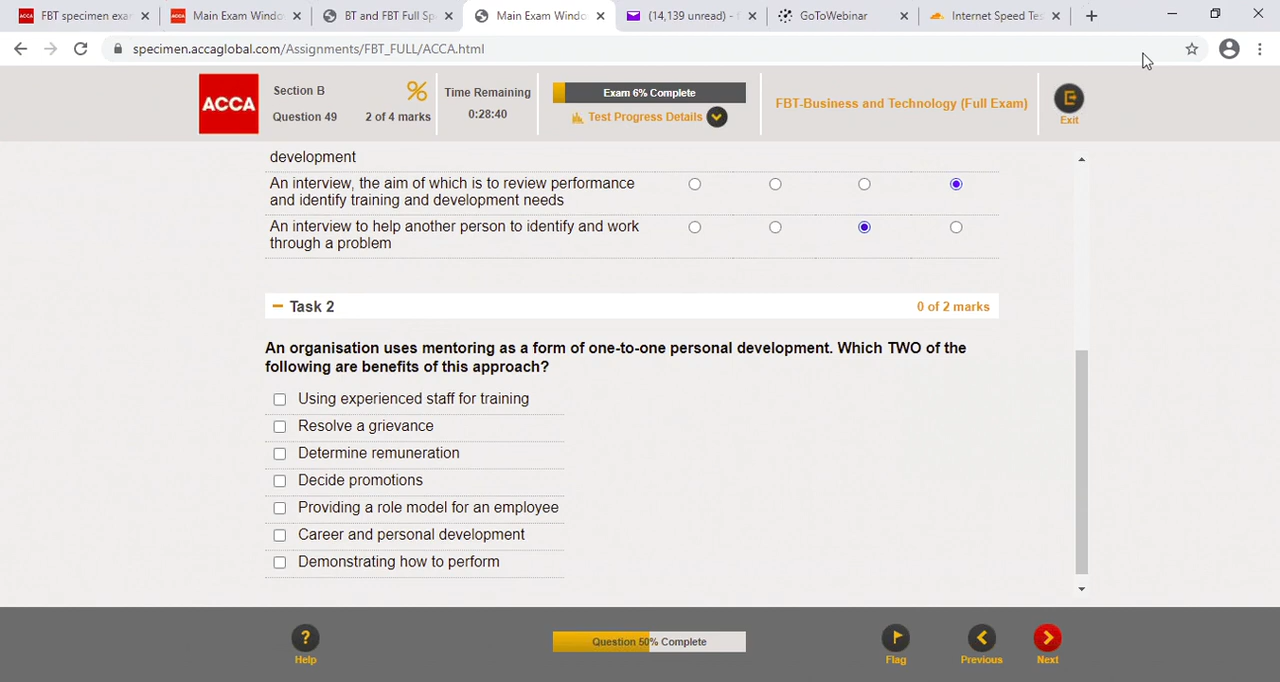 FBT specimen exar
Main Exam Windo
BT and FBT Full Sp
Main Exam Windo
(14,139 unread) - f
GoToWebinar
Internet Speed Tes
specimen.accaglobal.com/Assignments/FBT_FULL/ACCA.html
ACCA
Section B
Question 49
%
2 of 4 marks
Time Remaining
0:28:40
Exam 6% Complete
Test Progress Details
FBT-Business and Technology (Full Exam)
Exit
development
An interview, the aim of which is to review performance
and identify training and development needs
An interview to help another person to identify and work
through a problem
Task 2
0 of 2 marks
An organisation uses mentoring as a form of one-to-one personal development. Which TWO of the
following are benefits of this approach?
Using experienced staff for training
Resolve a grievance
Determine remuneration
Decide promotions
Providing a role model for an employee
Career and personal development
Demonstrating how to perform
?
Help
Question 50% Complete
Flag
Previous
Next